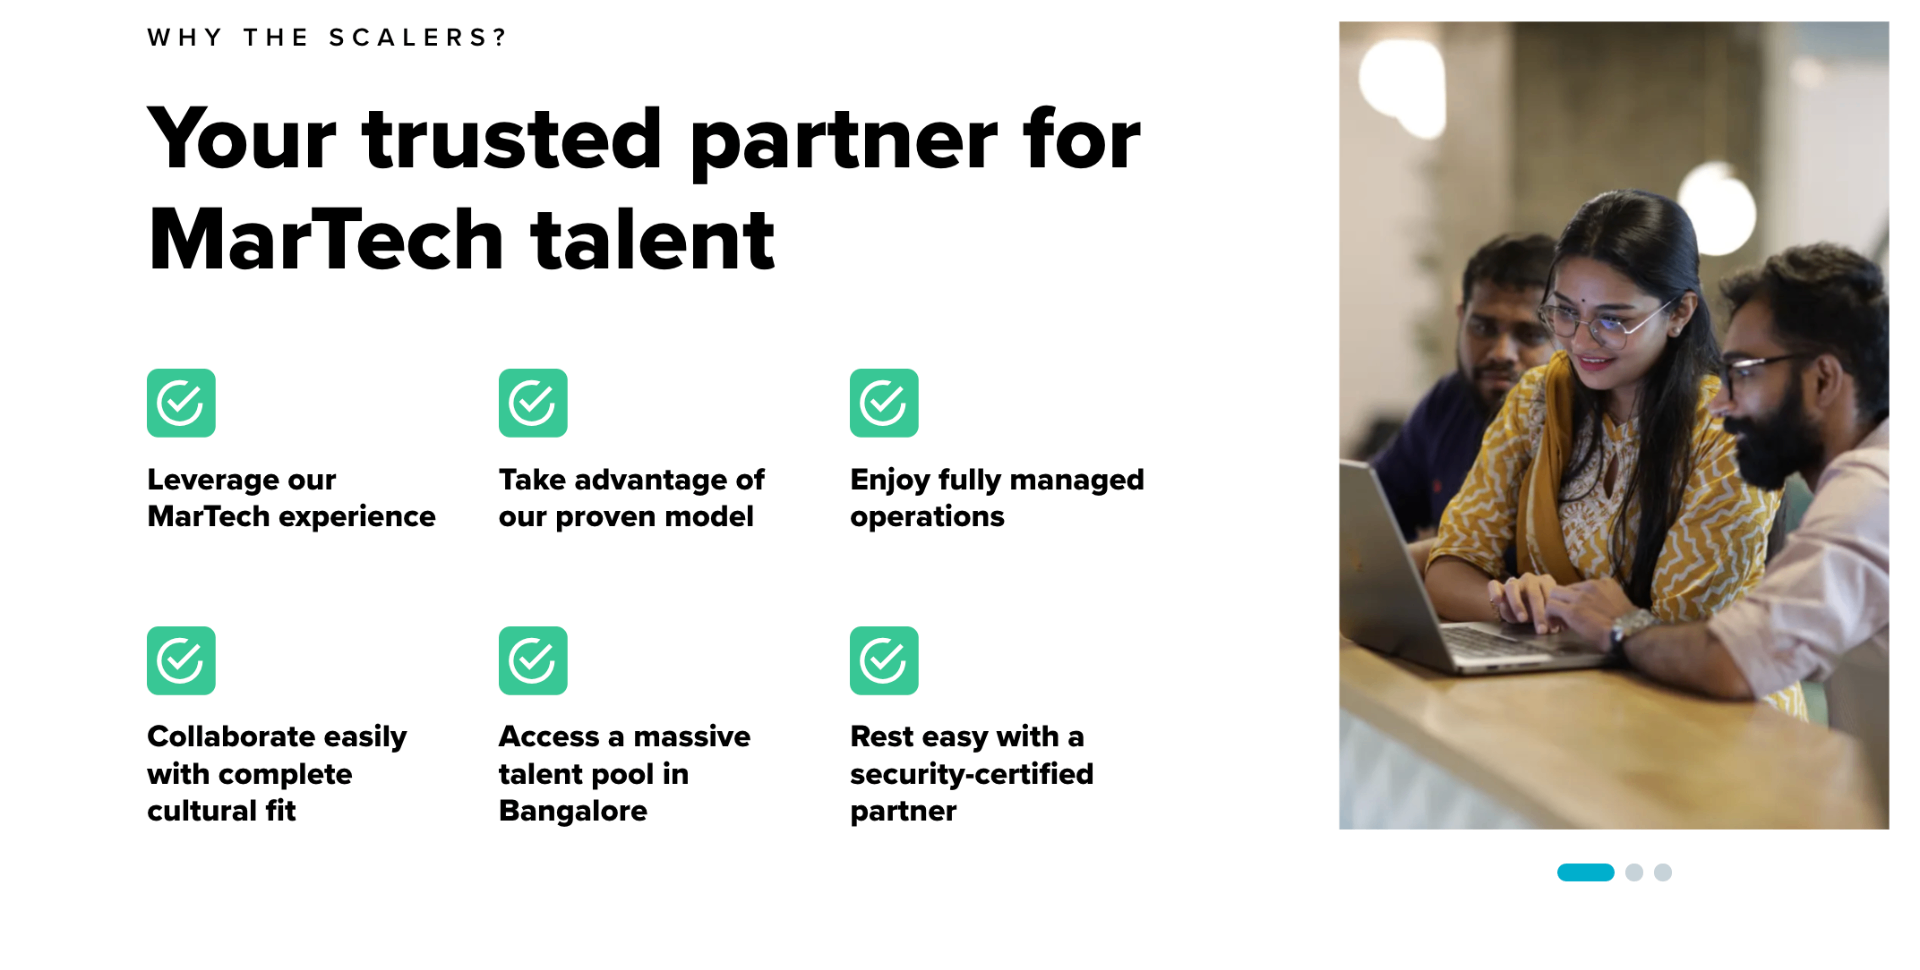 WHY THE SCALERS?
Your trusted partner for
MarTech talent
Leverage our
MarTech experience
Take advantage of
our proven model
Enjoy fully managed
operations
Collaborate easily
with complete
cultural fit
Access a massive
talent pool in
Bangalore
Rest easy with a
security-certified
partner